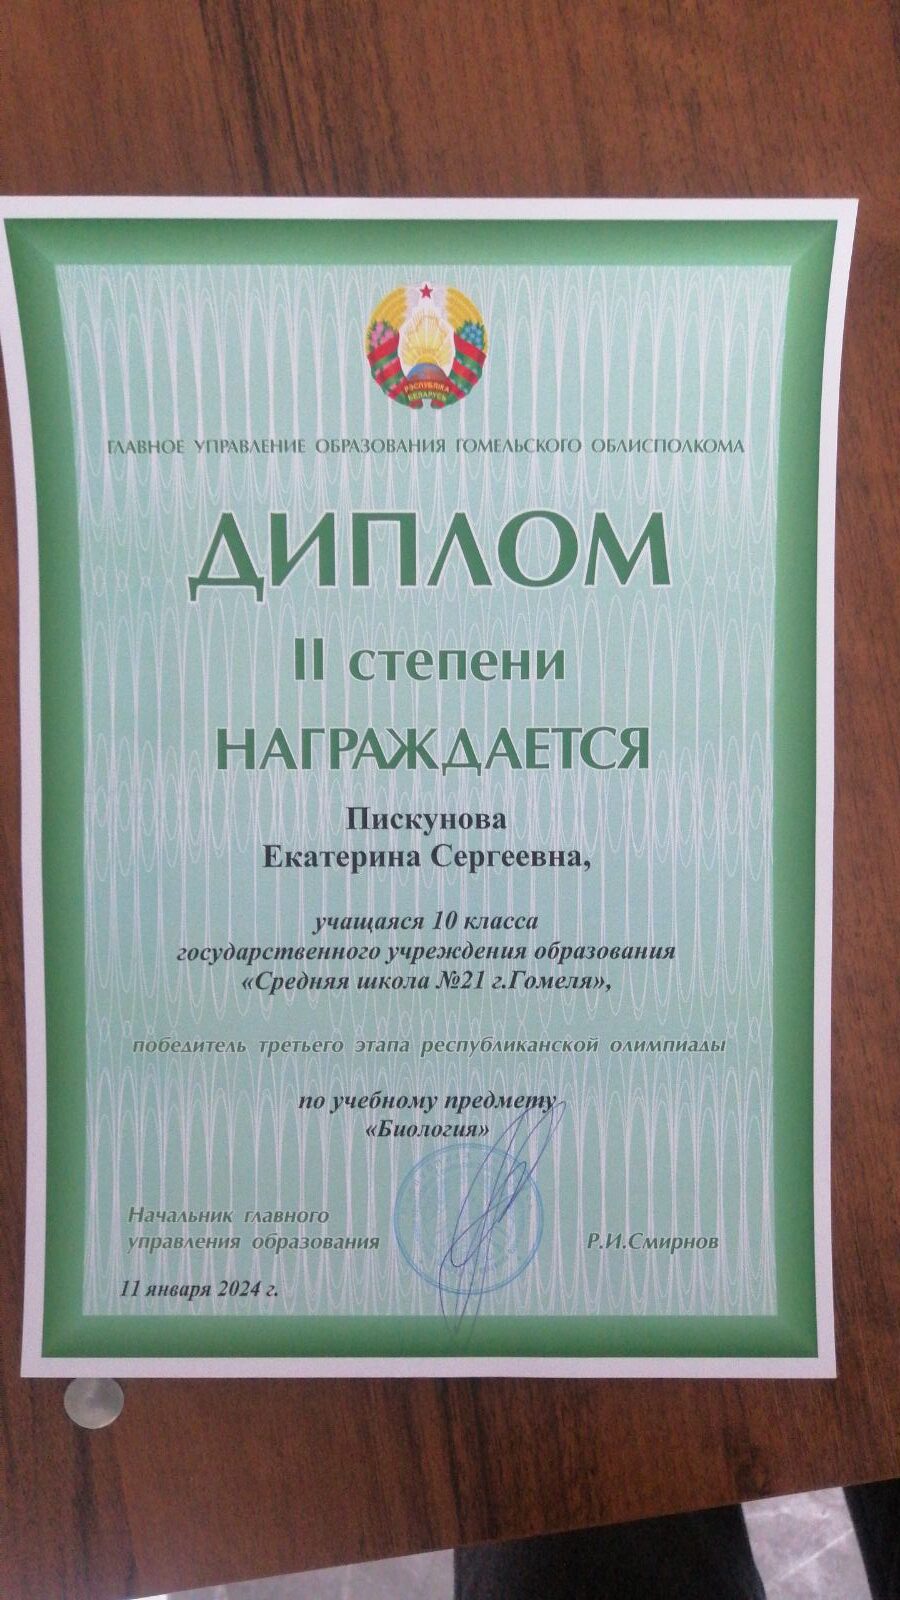 РЭСПУБЛІКА
БЕЛАРУСЬ
ГЛАВНОЕ УПРАВЛЕНИЕ ОБРАЗОВАНИЯ ГОМЕЛЬСКОГО ОБЛИСПОЛКОМА
ДИПЛОМ
II степени
НАГРАЖДАЕТСЯ
Пискунова
Екатерина Сергеевна,
учащаяся 10 класса
государственного учреждения образования
«Средняя школа №21 г.Гомеля»,
победитель третьего этапа республиканской олимпиады
по учебному предмету
«Биология»
Начальник главного
управления образования Р.И.Смирнов
11 января 2024 г.